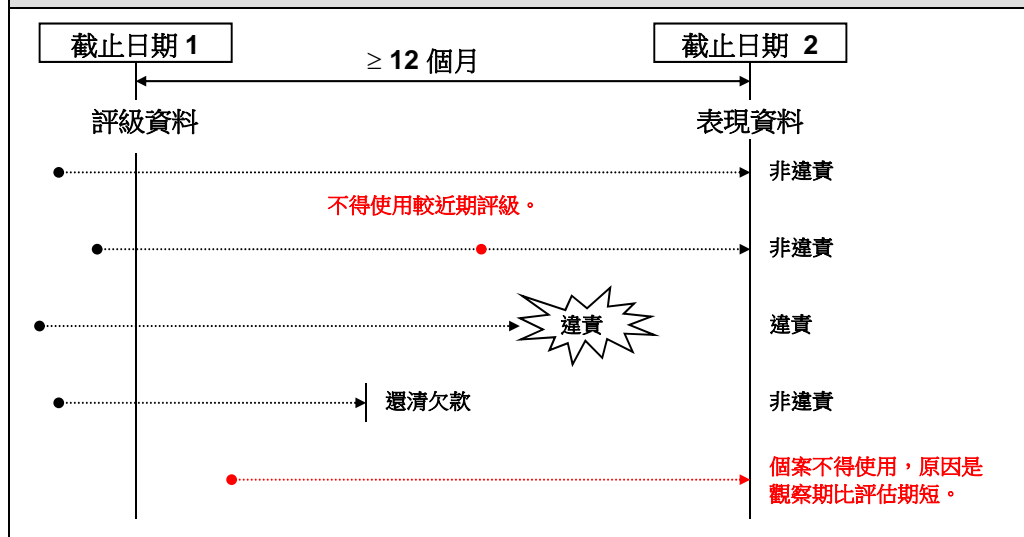 截止日期 1
截止日期 2
≥ 12 個月
評級資料
表現資料
非違責
不得使用較近期評級。
非違責
違責
違責
還清欠款
非違責
個案不得使用，原因是
觀察期比評估期短。